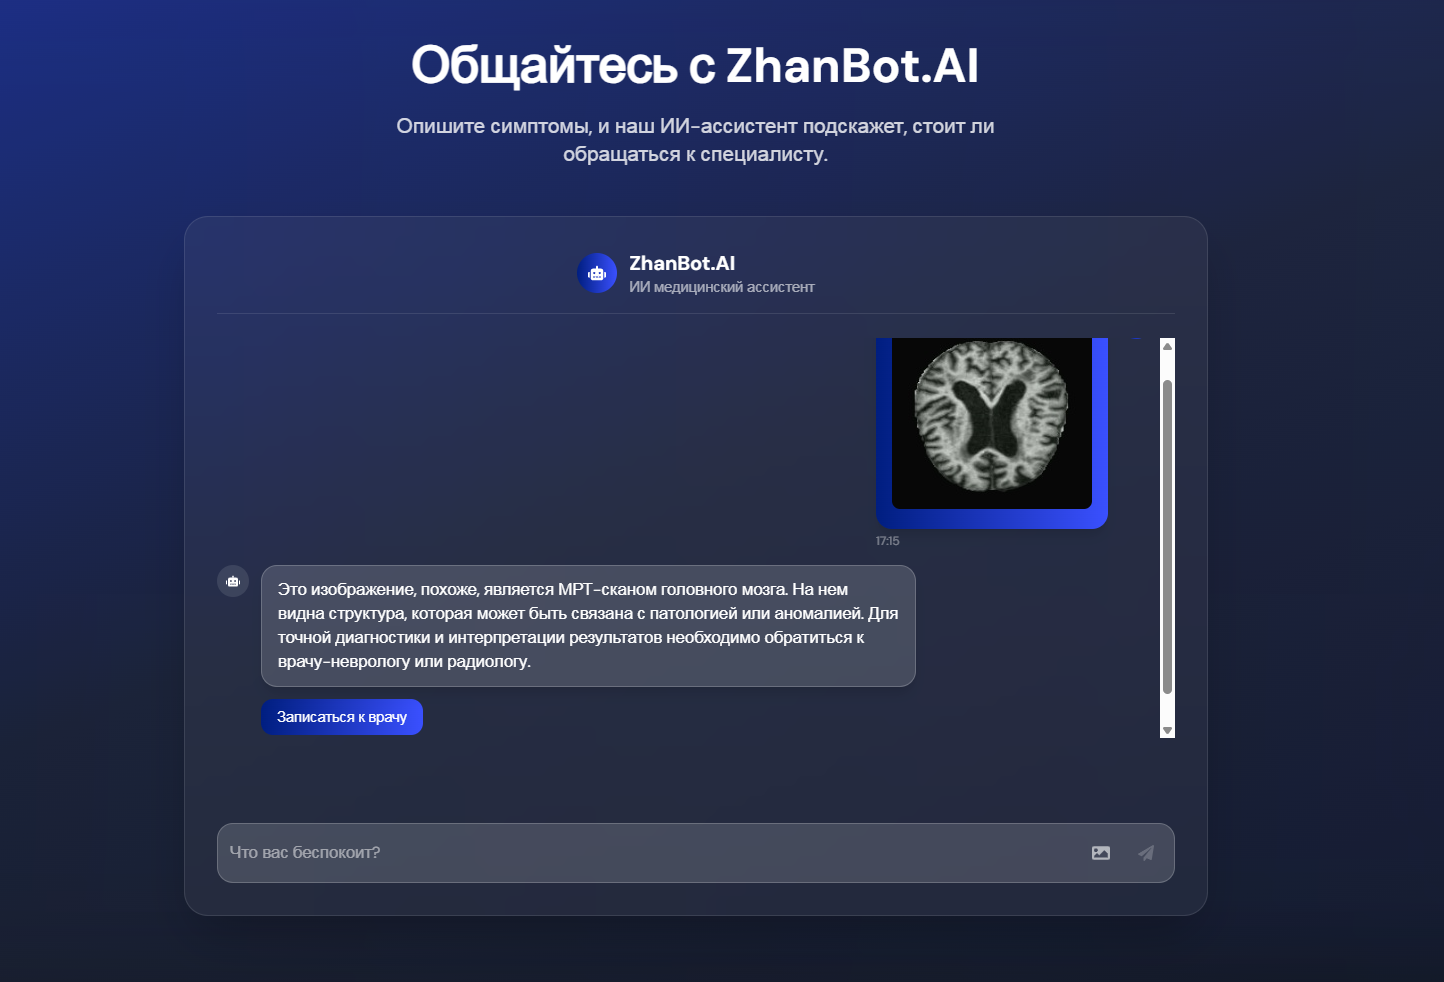 Общайтесь с ZhanBot.AI
Опишите симптомы, и наш ИИ-ассистент подскажет, стоит ли
обращаться к специалисту.
ZhanBot.AI
ИИ медицинский ассистент
17:15
Это изображение, похоже, является МРТ-сканом головного мозга. На нем
видна структура, которая может быть связана с патологией или аномалией. Для
точной диагностики и интерпретации результатов необходимо обратиться к
врачу-неврологу или радиологу.
Записаться к врачу
Что вас беспокоит?